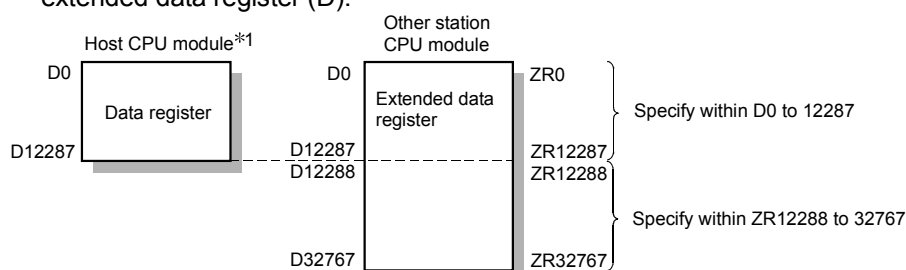 extended data register (D).
Other station
CPU module
Host CPU module*1
D0
D0
ZR0
Data register
Extended data
register
Specify within D0 to 12287
D12287
D12287
ZR12287
D12288
ZR12288
Specify within ZR12288 to 32767
D32767
ZR32767